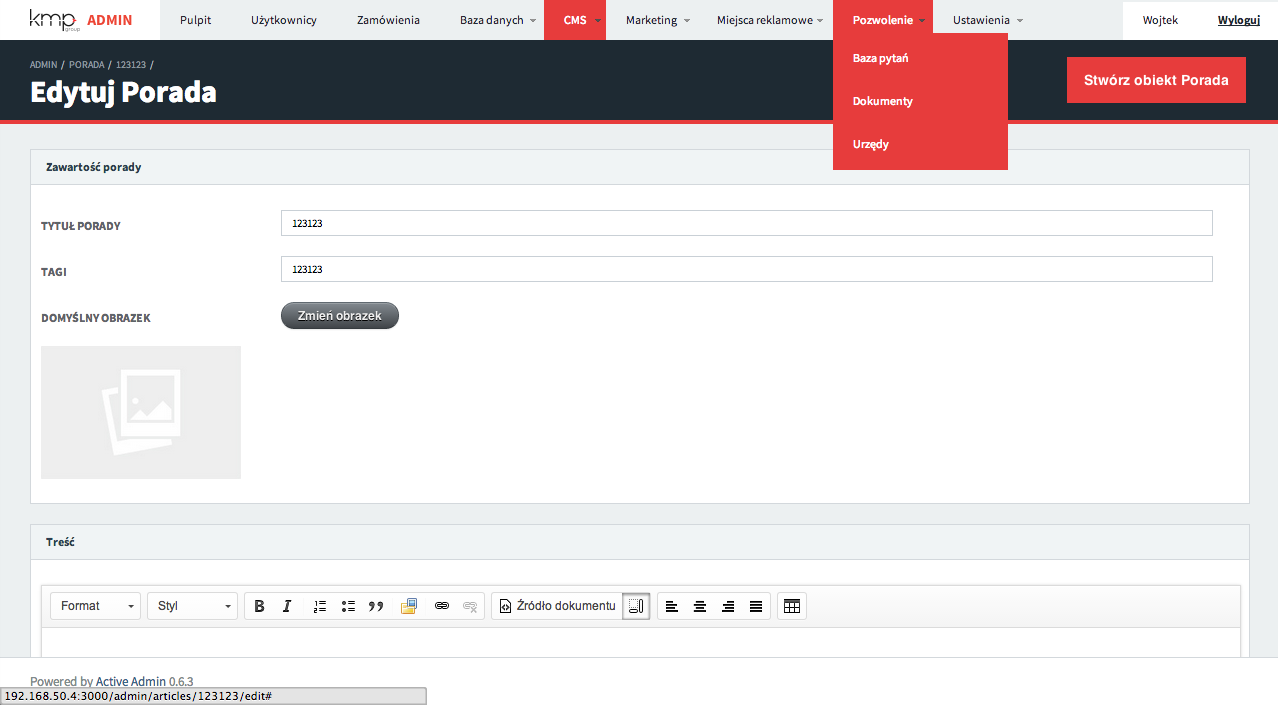 kmp group ADMIN Pulpit Użytkownicy Zamówienia Baza danych CMS Marketing Miejsca reklamowe Pozwolenie Ustawienia Wojtek Wyloguj
Baza pytań
Dokumenty
Urzędy
ADMIN / PORADA / 123123 /
Edytuj Porada
Stwórz obiekt Porada
Zawartość porady
TYTUŁ PORADY 123123
TAGI 123123
DOMYŚLNY OBRAZEK Zmień obrazek
Treść
Format Styl B I Źródło dokumentu
Powered by Active Admin 0.6.3
192.168.50.4:3000/admin/articles/123123/edit#